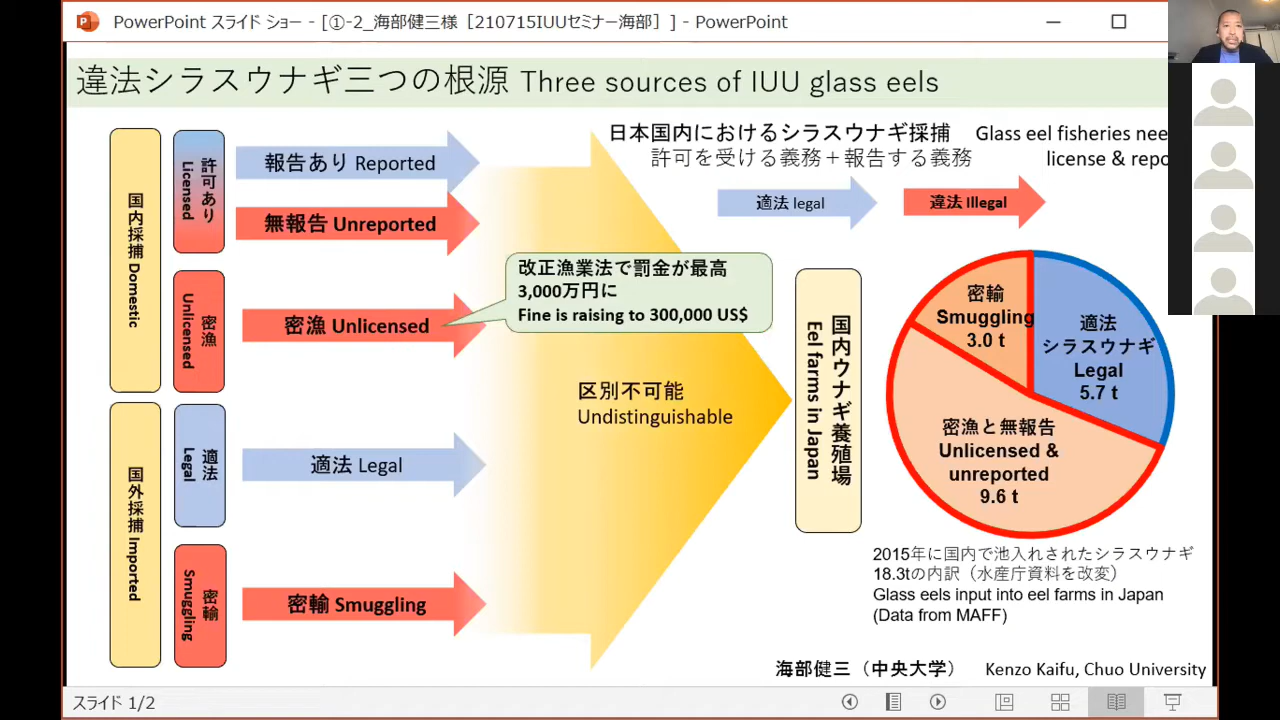 PowerPoint スライド ショー - [①-2_海部健三様［210715IUUセミナー海部］] - PowerPoint
違法シラスウナギ三つの根源 Three sources of IUU glass eels
日本国内におけるシラスウナギ採捕 Glass eel fisheries nee
許可を受ける義務＋報告する義務 license & repo
適法 legal
違法 Illegal
国内採捕 Domestic
許可あり
Licensed
報告あり Reported
無報告 Unreported
密漁
Unlicensed
密漁 Unlicensed
改正漁業法で罰金が最高
3,000万円に
Fine is raising to 300,000 US$
国外採捕 Imported
適法
Legal
適法 Legal
密輸
Smuggling
密輸 Smuggling
区別不可能
Undistinguishable
国内ウナギ養殖場
Eel farms in Japan
密輸
Smuggling
3.0 t
適法
シラスウナギ
Legal
5.7 t
密漁と無報告
Unlicensed &
unreported
9.6 t
2015年に国内で池入れされたシラスウナギ
18.3tの内訳（水産庁資料を改変）
Glass eels input into eel farms in Japan
(Data from MAFF)
海部健三（中央大学） Kenzo Kaifu, Chuo University
スライド 1/2